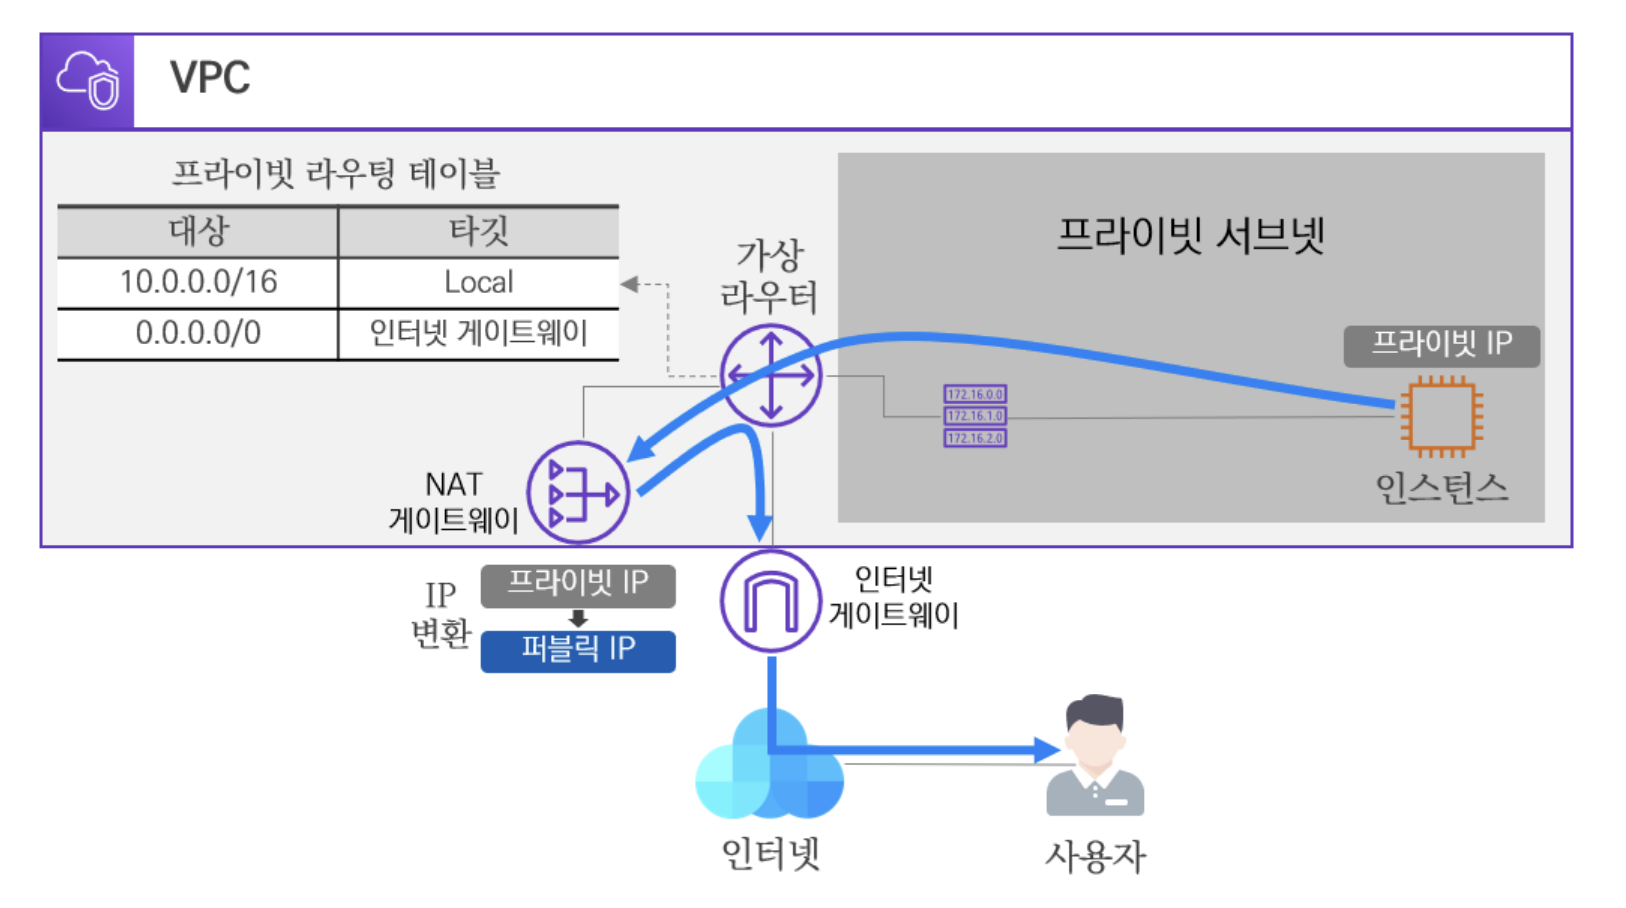 VPC
프라이빗 라우팅 테이블
대상 타깃
10.0.0.0/16 Local
0.0.0.0/0 인터넷 게이트웨이
가상
라우터
프라이빗 서브넷
프라이빗 IP
172.16.0.0
172.16.1.0
172.16.2.0
인스턴스
NAT
게이트웨이
IP
변환
프라이빗 IP
퍼블릭 IP
인터넷
게이트웨이
인터넷
사용자